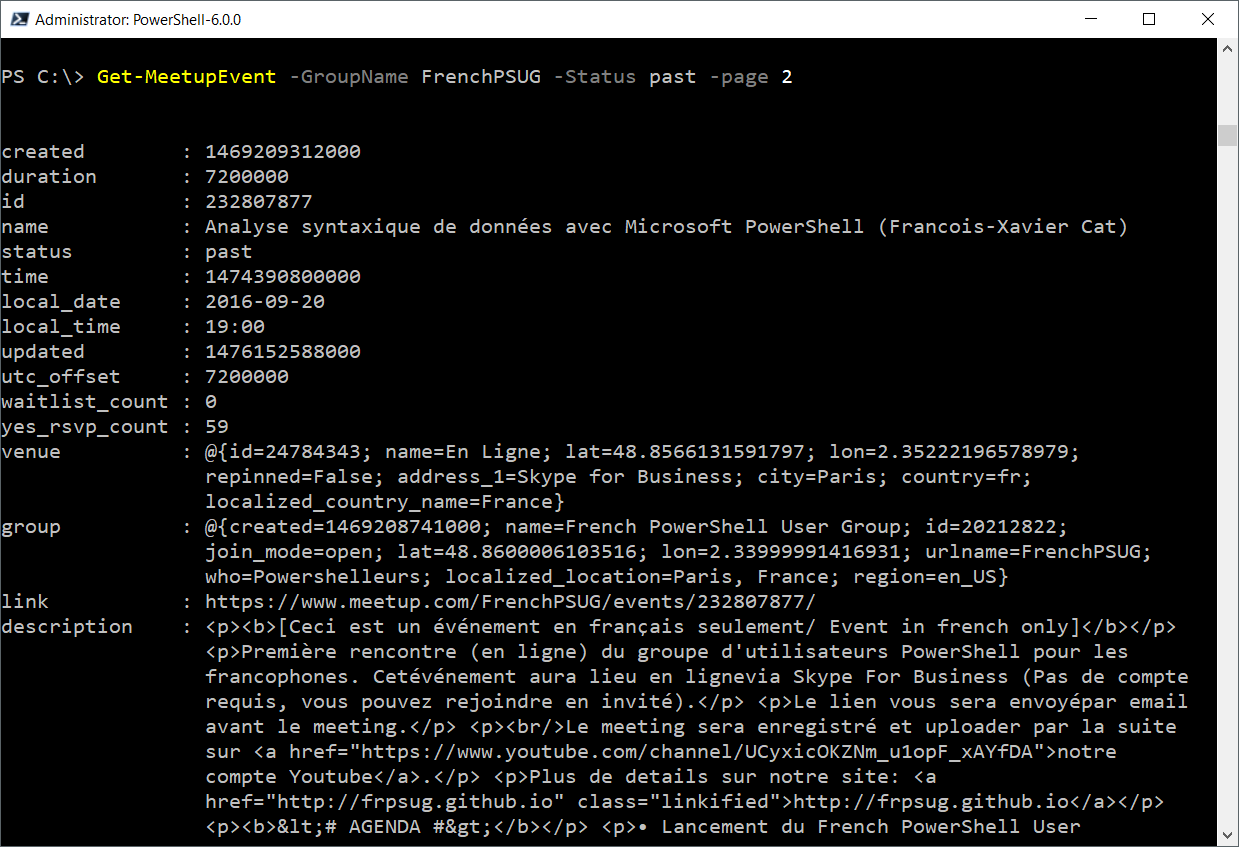 Administrator: PowerShell-6.0.0
PS C:\> Get-MeetupEvent -GroupName FrenchPSUG -Status past -page 2
created : 1469209312000
duration : 7200000
id : 232807877
name : Analyse syntaxique de données avec Microsoft PowerShell (Francois-Xavier Cat)
status : past
time : 1474390800000
local_date : 2016-09-20
local_time : 19:00
updated : 1476152588000
utc_offset : 7200000
waitlist_count : 0
yes_rsvp_count : 59
venue : @{id=24784343; name=En Ligne; lat=48.8566131591797; lon=2.35222196578979;
repinned=False; address_1=Skype for Business; city=Paris; country=fr;
localized_country_name=France}
group : @{created=1469208741000; name=French PowerShell User Group; id=20212822;
join_mode=open; lat=48.8600006103516; lon=2.33999991416931; urlname=FrenchPSUG;
who=Powershelleurs; localized_location=Paris, France; region=en_US}
link : https://www.meetup.com/FrenchPSUG/events/232807877/
description : <p><b>[Ceci est un événement en français seulement/ Event in french only]</b></p>
<p>Première rencontre (en ligne) du groupe d'utilisateurs PowerShell pour les
francophones. Cetévénement aura lieu en lignevia Skype For Business (Pas de compte
requis, vous pouvez rejoindre en invité).</p> <p>Le lien vous sera envoyépar email
avant le meeting.</p> <p><br/>Le meeting sera enregistré et uploader par la suite
sur <a href="https://www.youtube.com/channel/UCyxicOKZNm_u1opF_xAYfDA">notre
compte Youtube</a>.</p> <p>Plus de details sur notre site: <a
href="http://frpsug.github.io" class="linkified">http://frpsug.github.io</a></p>
<p><b>&lt;# AGENDA #&gt;</b></p> <p>• Lancement du French PowerShell User